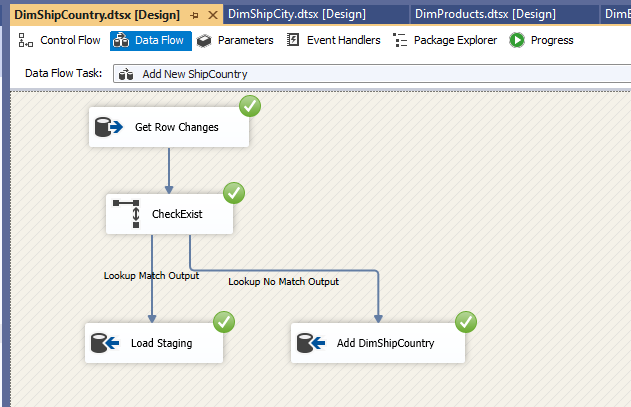 DimShipCountry.dtsx [Design] DimShipCity.dtsx [Design] DimProducts.dtsx [Design]
Control Flow Data Flow Parameters Event Handlers Package Explorer Progress
Data Flow Task: Add New ShipCountry
Get Row Changes
CheckExist
Lookup Match Output
Lookup No Match Output
Load Staging
Add DimShipCountry